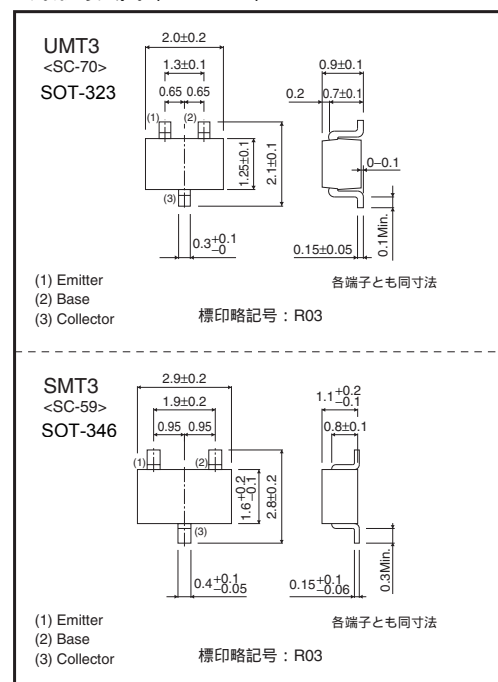 UMT3
<SC-70>
SOT-323
2.0±0.2
1.3±0.1
0.65 0.65
(1) (2)
(3)
1.25±0.1
2.1±0.1
0.3+0.1 −0
0.9±0.1
0.2 0.7±0.1
0−0.1
0.15±0.05
0.1Min.
各端子とも同寸法
(1) Emitter
(2) Base
(3) Collector
標印略記号 : R03
SMT3
<SC-59>
SOT-346
2.9±0.2
1.9±0.2
0.95 0.95
(1) (2)
(3)
1.6+0.2 −0.1
2.8±0.2
0.4+0.1 −0.05
1.1+0.2 −0.1
0.8±0.1
0.15+0.1 −0.06
0.3Min.
各端子とも同寸法
(1) Emitter
(2) Base
(3) Collector
標印略記号 : R03